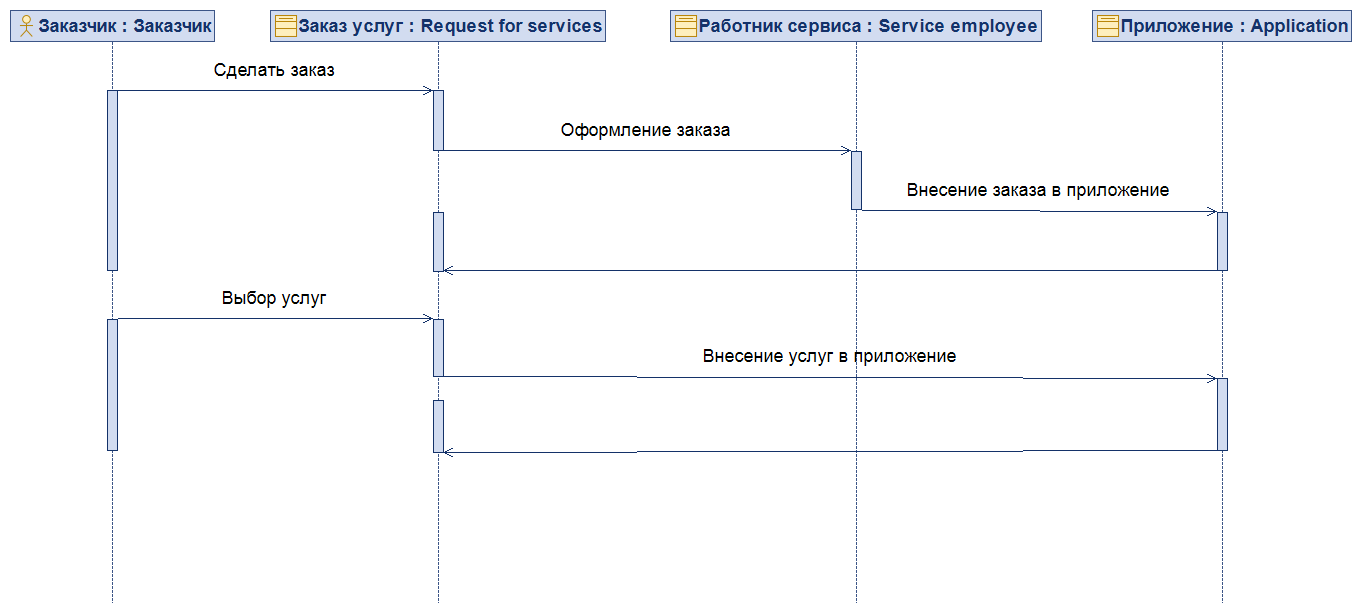 Заказчик : Заказчик
Заказ услуг : Request for services
Работник сервиса : Service employee
Приложение : Application
Сделать заказ
Оформление заказа
Внесение заказа в приложение
Выбор услуг
Внесение услуг в приложение